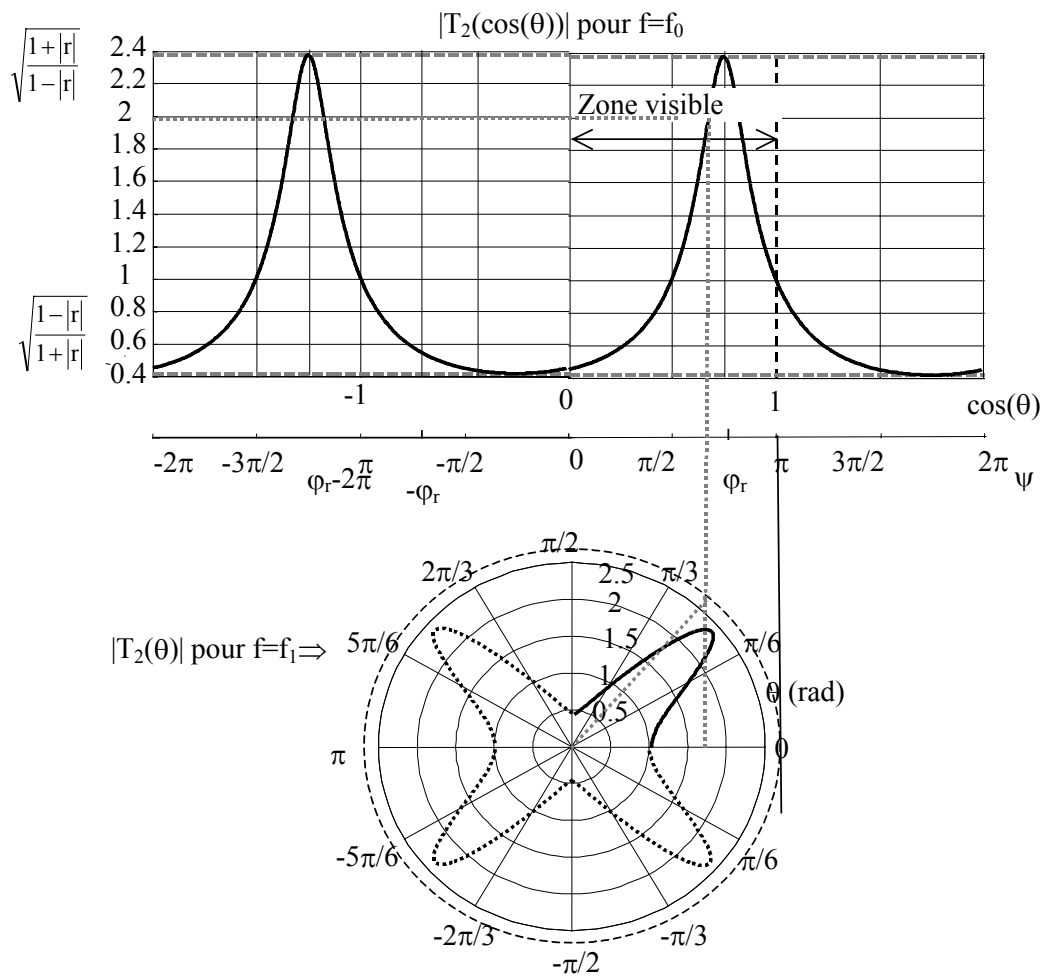 |T₂(cos(θ))| pour f=f₀
√((1+|r|)/(1−|r|))
2.4
2.2
2
Zone visible
1.8
1.6
1.4
1.2
1
0.8
0.6
√((1−|r|)/(1+|r|))
0.4
-1 0 1 cos(θ)
-2π -3π/2 -π -π/2 0 π/2 π 3π/2 2π ψ
φr-2π -φr φr
π/2
2π/3 2.5 π/3
2
|T₂(θ)| pour f=f₁⇒ 5π/6 1.5 π/6
1 θ (rad)
0.5
π 0
-5π/6 π/6
-2π/3 -π/3
-π/2